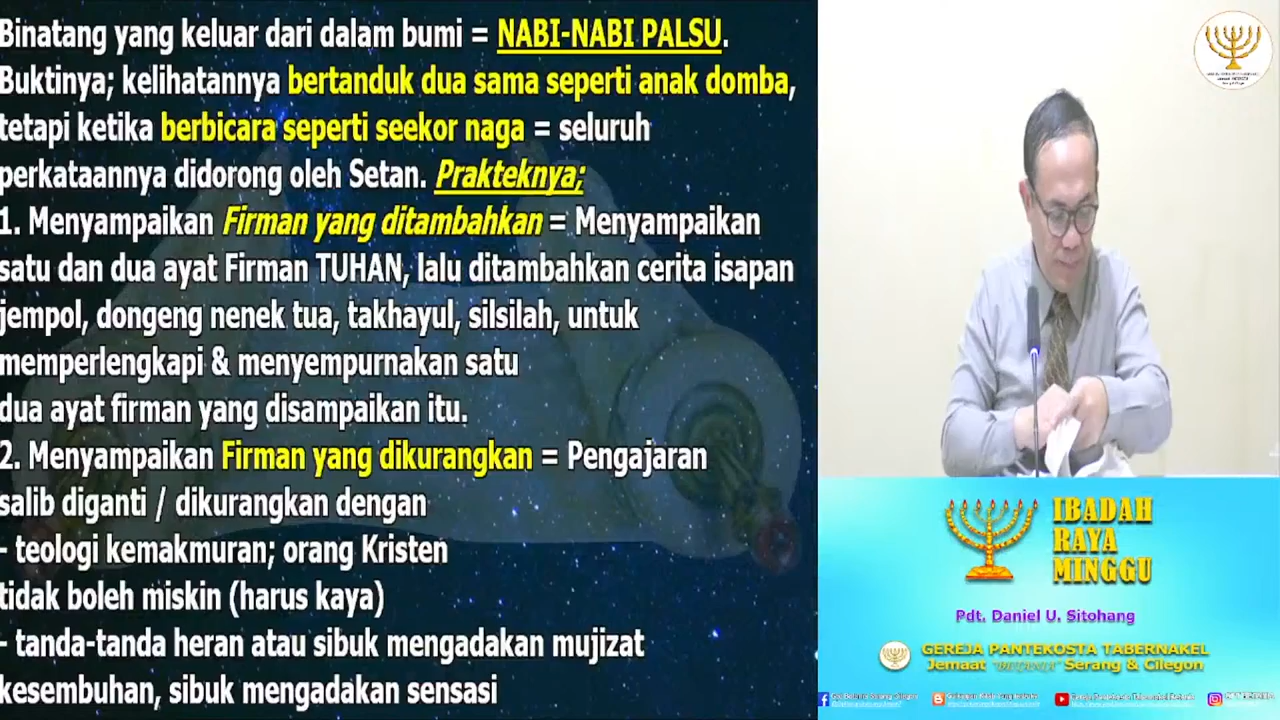 Binatang yang keluar dari dalam bumi = NABI-NABI PALSU.
Buktinya; kelihatannya bertanduk dua sama seperti anak domba,
tetapi ketika berbicara seperti seekor naga = seluruh
perkataannya didorong oleh Setan. Prakteknya;
1. Menyampaikan Firman yang ditambahkan = Menyampaikan
satu dan dua ayat Firman TUHAN, lalu ditambahkan cerita isapan
jempol, dongeng nenek tua, takhayul, silsilah, untuk
memperlengkapi & menyempurnakan satu
dua ayat firman yang disampaikan itu.
2. Menyampaikan Firman yang dikurangkan = Pengajaran
salib diganti / dikurangkan dengan
- teologi kemakmuran; orang Kristen
tidak boleh miskin (harus kaya)
- tanda-tanda heran atau sibuk mengadakan mujizat
kesembuhan, sibuk mengadakan sensasi
IBADAH
RAYA
MINGGU
Pdt. Daniel U. Sitohang
GEREJA PANTEKOSTA TABERNAKEL
Jemaat "BETANIA" Serang & Cilegon